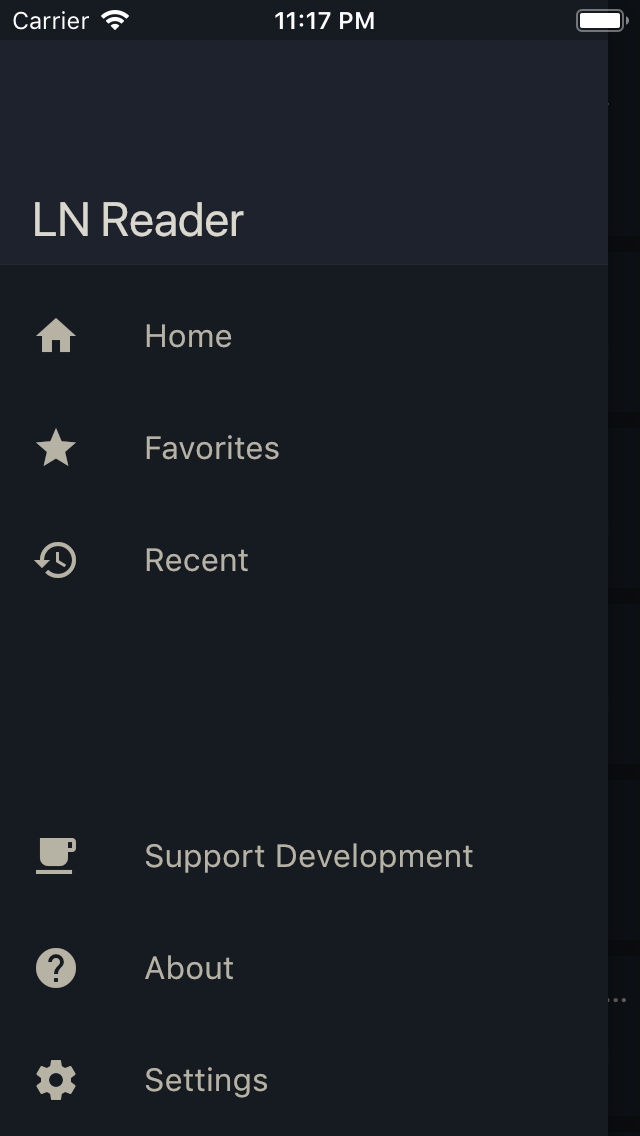 Carrier 11:17 PM
LN Reader
Home
Favorites
Recent
Support Development
About
Settings